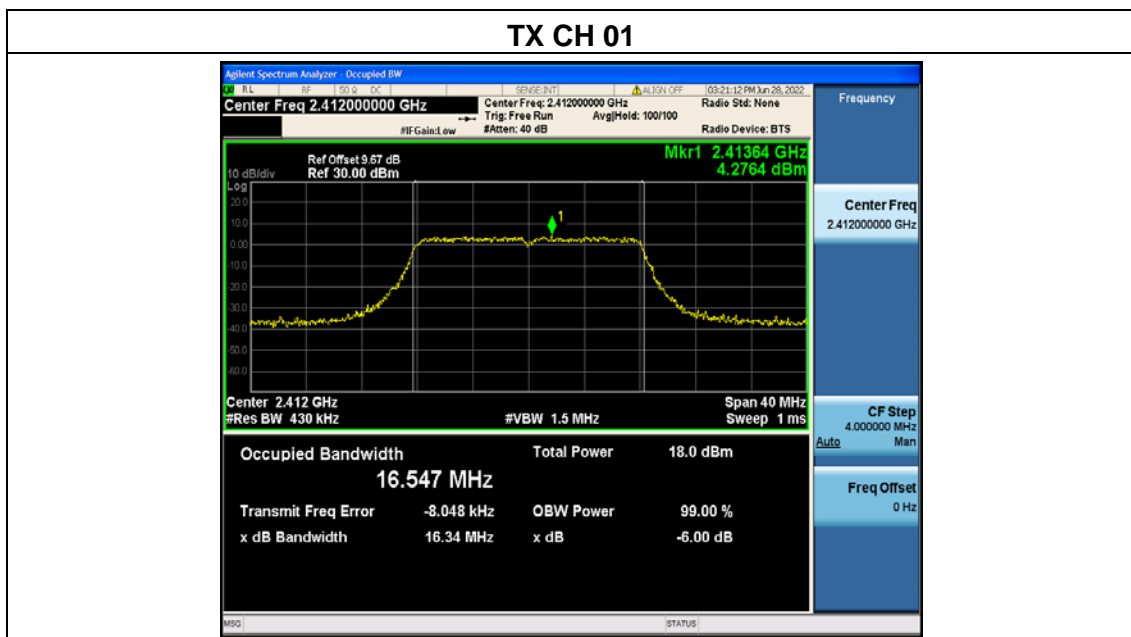 TX CH 01
Agilent Spectrum Analyzer - Occupied BW
RL RF 50 Ω DC SENSE:INT ALIGN OFF 03:21:12 PM Jun 28, 2022
Center Freq 2.412000000 GHz
Center Freq: 2.412000000 GHz
Radio Std: None
Trig: Free Run Avg|Hold: 100/100
#IFGain:Low
#Atten: 40 dB
Radio Device: BTS
Mkr1 2.41364 GHz
4.2764 dBm
Ref Offset 9.67 dB
10 dB/div Ref 30.00 dBm
Log
20.0
10.0
0.00
-10.0
-20.0
-30.0
-40.0
-50.0
-60.0
1
Center 2.412 GHz Span 40 MHz
#Res BW 430 kHz #VBW 1.5 MHz Sweep 1 ms
Occupied Bandwidth Total Power 18.0 dBm
16.547 MHz
Transmit Freq Error -8.048 kHz OBW Power 99.00 %
x dB Bandwidth 16.34 MHz x dB -6.00 dB
MSG STATUS
Frequency
Center Freq
2.412000000 GHz
CF Step
4.000000 MHz
Auto Man
Freq Offset
0 Hz